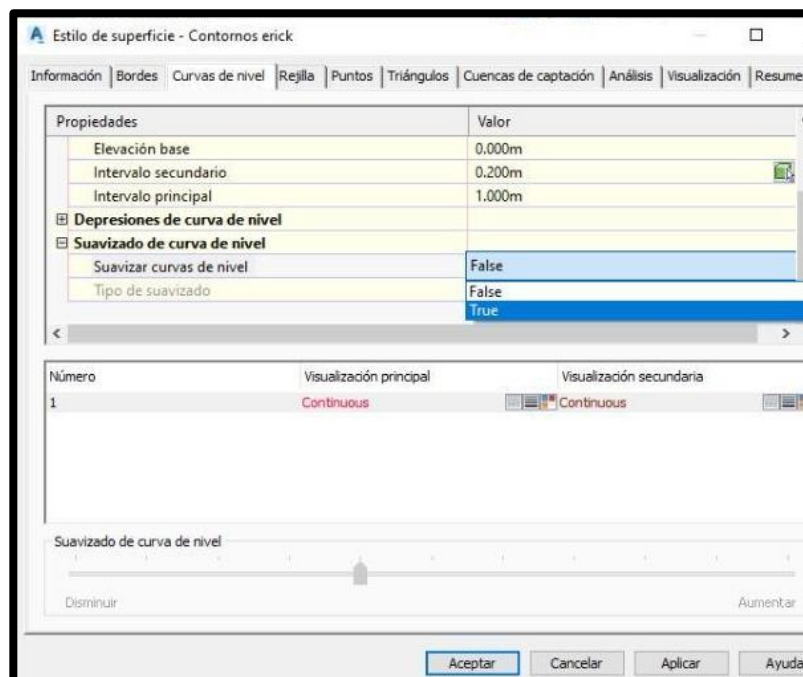 Estilo de superficie - Contornos erick
Información Bordes Curvas de nivel Rejilla Puntos Triángulos Cuencas de captación Análisis Visualización Resume
Propiedades Valor
Elevación base 0.000m
Intervalo secundario 0.200m
Intervalo principal 1.000m
Depresiones de curva de nivel
Suavizado de curva de nivel
Suavizar curvas de nivel False
Tipo de suavizado False
True
Número Visualización principal Visualización secundaria
1 Continuous Continuous
Suavizado de curva de nivel
Disminuir Aumentar
Aceptar Cancelar Aplicar Ayuda